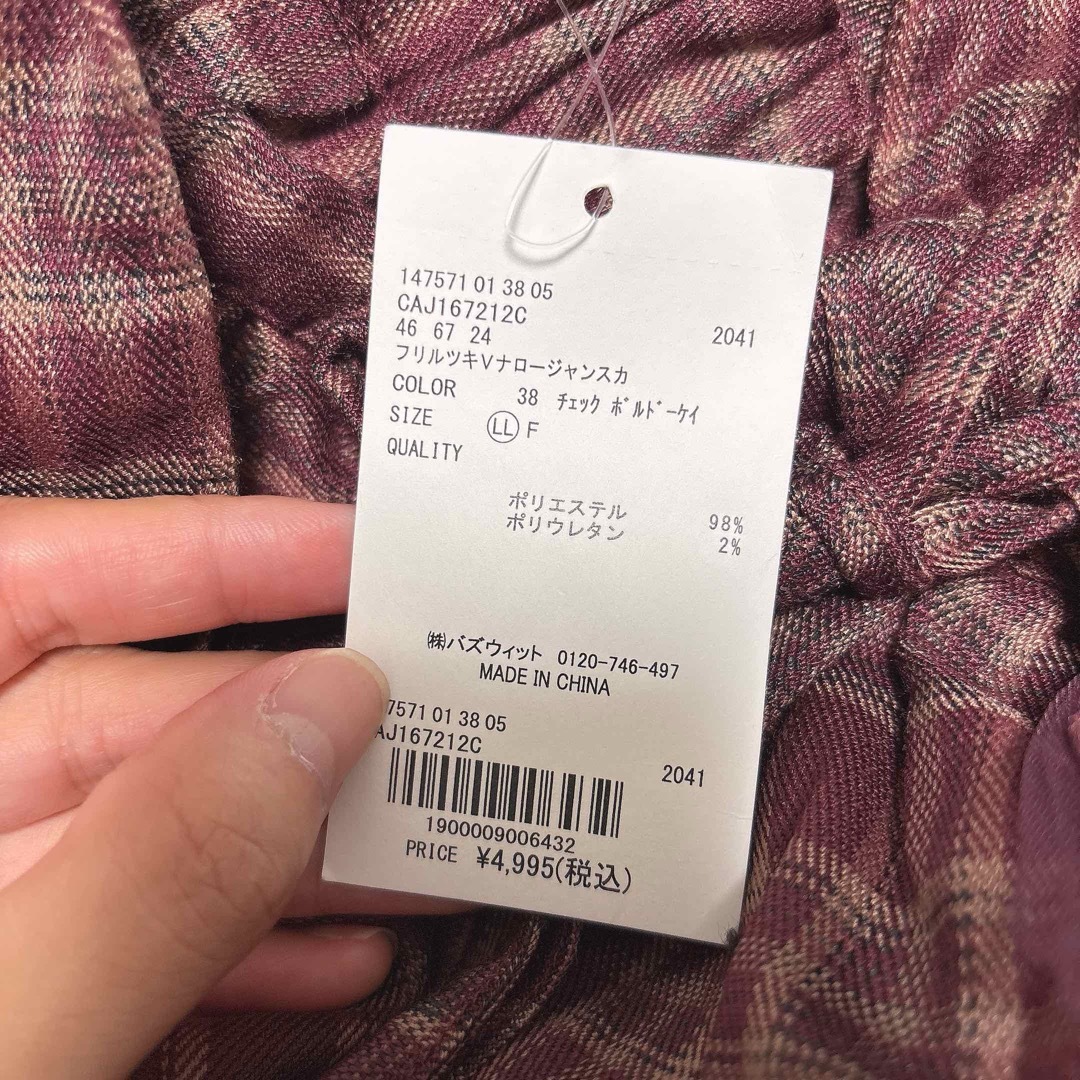 147571 01 38 05
CAJ167212C
46 67 24 2041
フリルツキVナロージャンスカ
COLOR 38 ﾁｪｯｸ ﾎﾞﾙﾄﾞｰｹｲ
SIZE LL F
QUALITY
ポリエステル 98%
ポリウレタン 2%
㈱バズウィット 0120-746-497
MADE IN CHINA
7571 01 38 05
AJ167212C
2041
1900009006432
PRICE ¥4,995(税込)